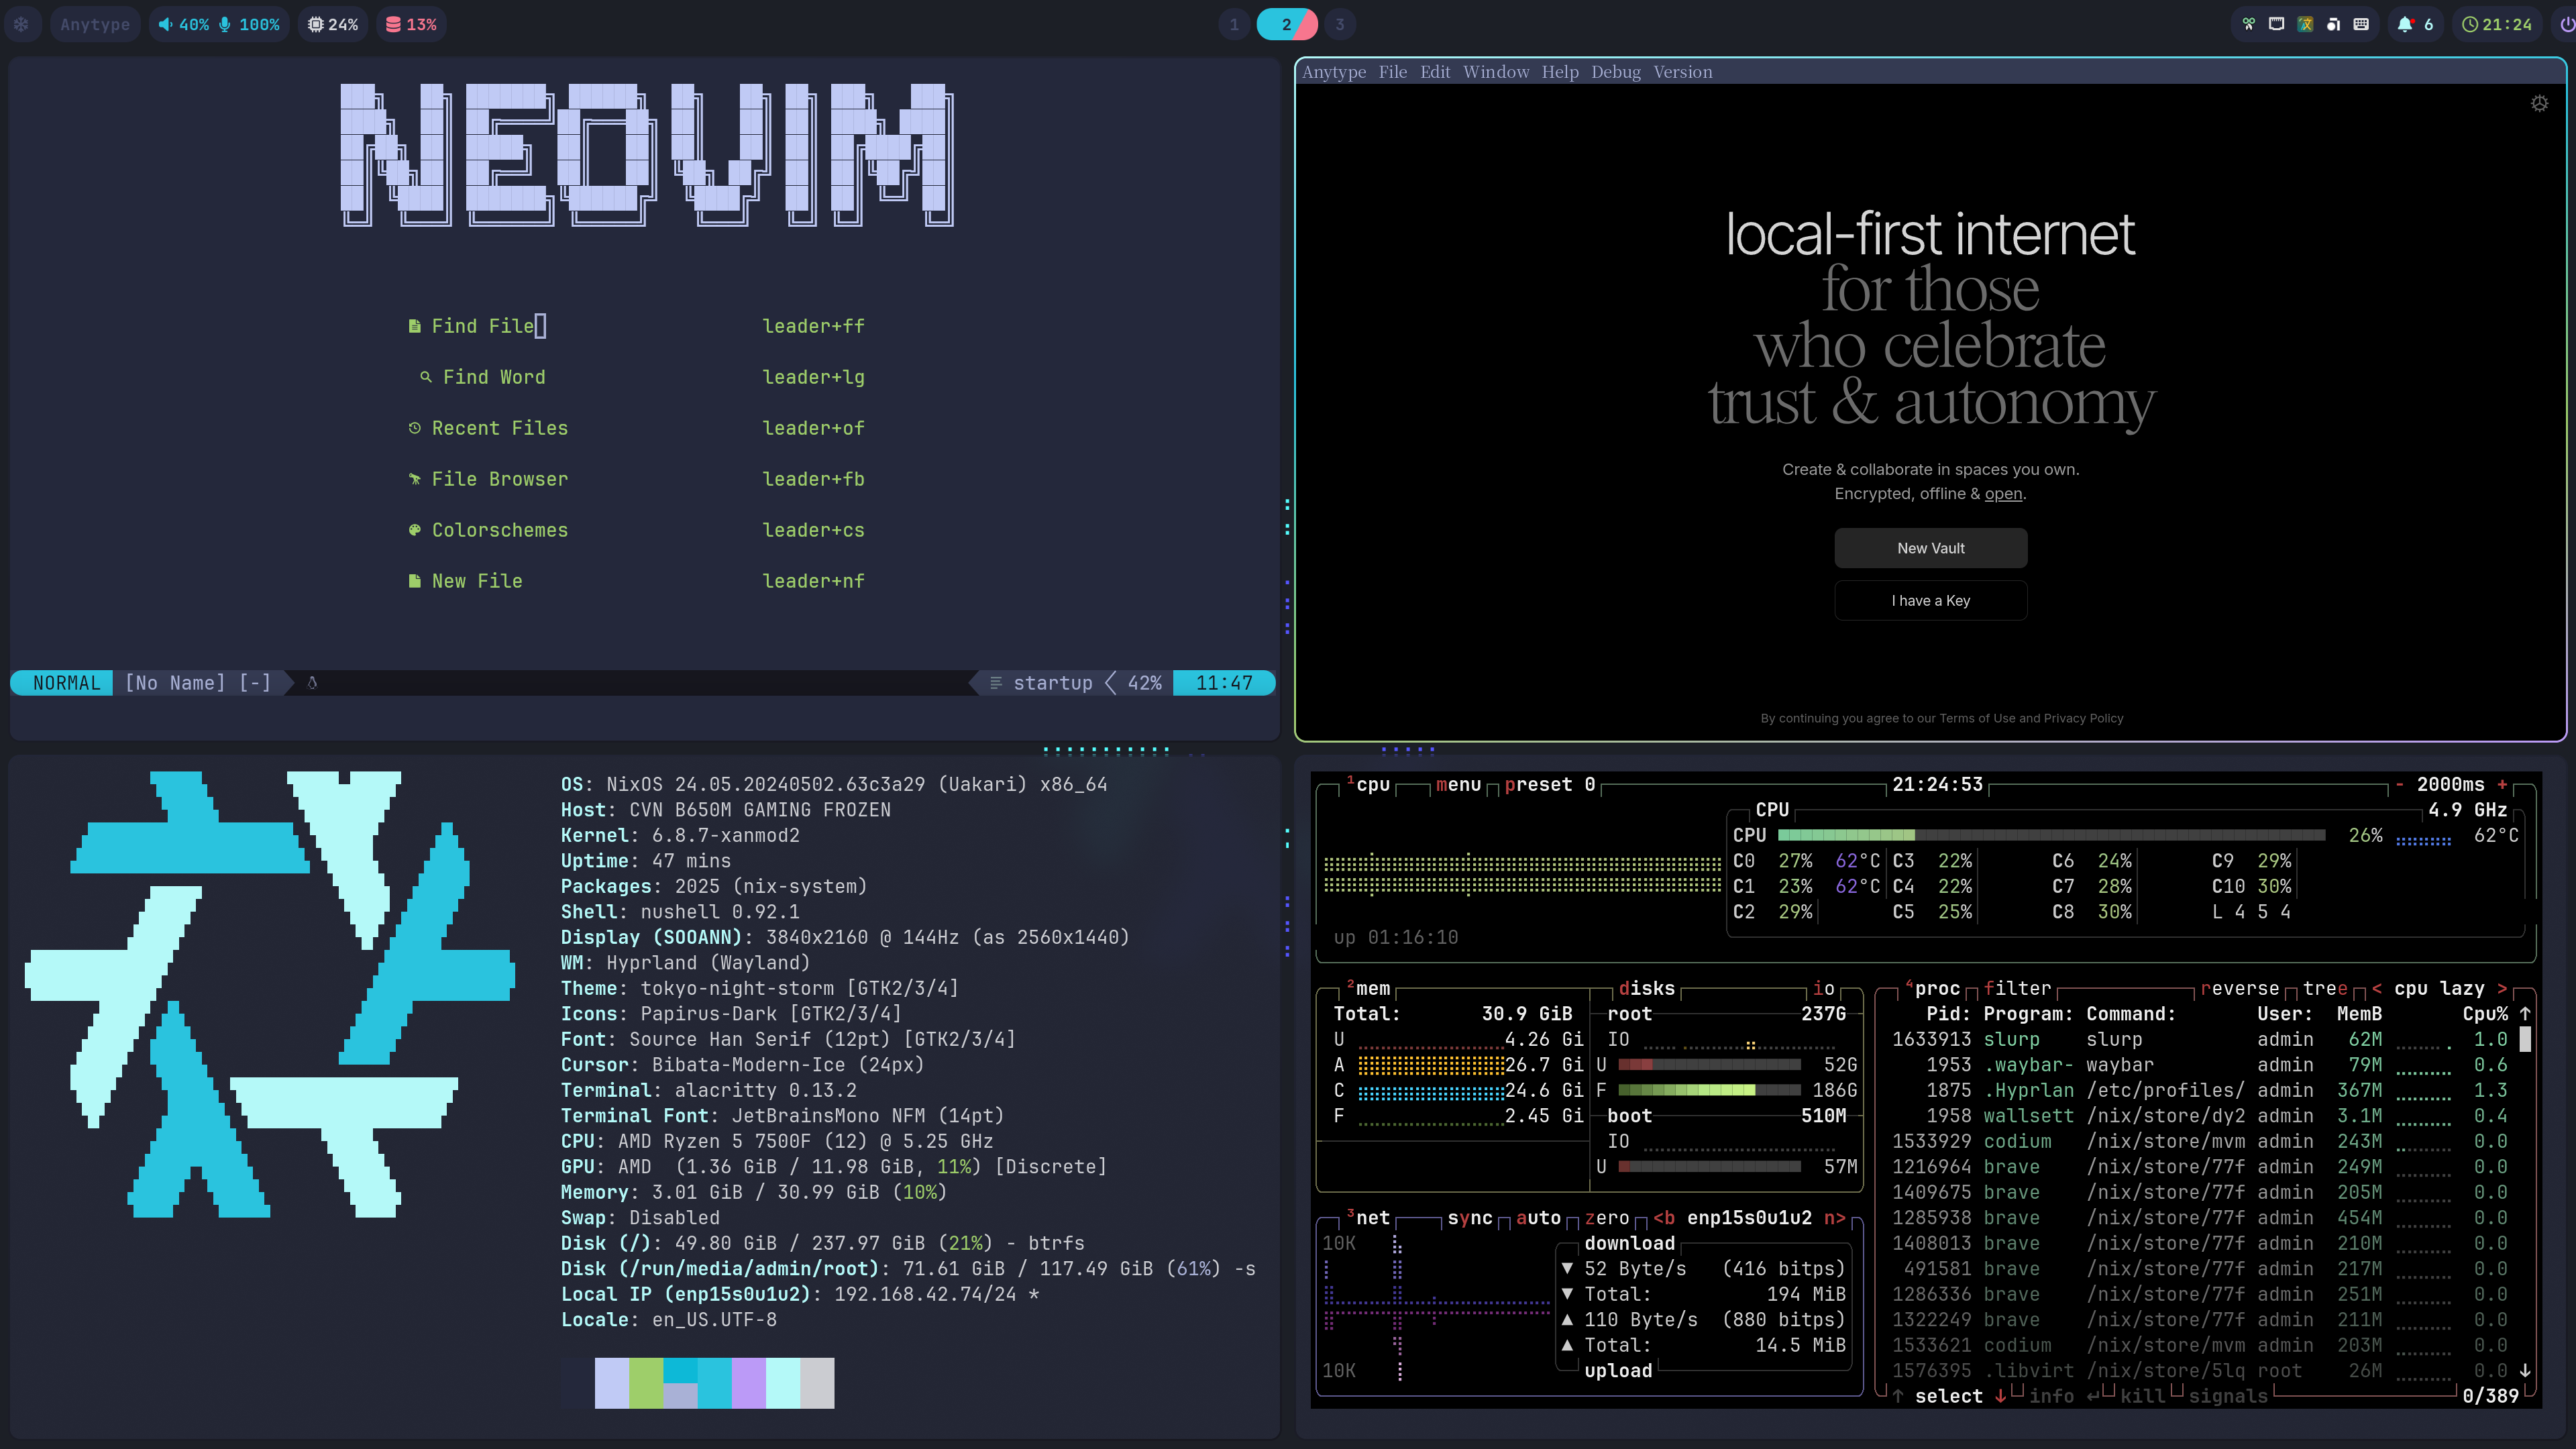 Anytype 40% 100% 24% 13% 1 2 3 6 21:24
NEOVIM
Find File leader+ff
Find Word leader+lg
Recent Files leader+of
File Browser leader+fb
Colorschemes leader+cs
New File leader+nf
NORMAL [No Name] [-] startup 42% 11:47
Anytype File Edit Window Help Debug Version
local-first internet
for those
who celebrate
trust & autonomy
Create & collaborate in spaces you own.
Encrypted, offline & open.
New Vault
I have a Key
By continuing you agree to our Terms of Use and Privacy Policy
OS: NixOS 24.05.20240502.63c3a29 (Uakari) x86_64
Host: CVN B650M GAMING FROZEN
Kernel: 6.8.7-xanmod2
Uptime: 47 mins
Packages: 2025 (nix-system)
Shell: nushell 0.92.1
Display (SOOANN): 3840x2160 @ 144Hz (as 2560x1440)
WM: Hyprland (Wayland)
Theme: tokyo-night-storm [GTK2/3/4]
Icons: Papirus-Dark [GTK2/3/4]
Font: Source Han Serif (12pt) [GTK2/3/4]
Cursor: Bibata-Modern-Ice (24px)
Terminal: alacritty 0.13.2
Terminal Font: JetBrainsMono NFM (14pt)
CPU: AMD Ryzen 5 7500F (12) @ 5.25 GHz
GPU: AMD (1.36 GiB / 11.98 GiB, 11%) [Discrete]
Memory: 3.01 GiB / 30.99 GiB (10%)
Swap: Disabled
Disk (/): 49.80 GiB / 237.97 GiB (21%) - btrfs
Disk (/run/media/admin/root): 71.61 GiB / 117.49 GiB (61%) -s
Local IP (enp15s0u1u2): 192.168.42.74/24 *
Locale: en_US.UTF-8
¹cpu menu preset 0 21:24:53 - 2000ms +
CPU 4.9 GHz
CPU 26% 62°C
C0 27% 62°C C3 22% C6 24% C9 29%
C1 23% 62°C C4 22% C7 28% C10 30%
C2 29% C5 25% C8 30% L 4 5 4
up 01:16:10
²mem disks io
Total: 30.9 GiB root 237G
U 4.26 Gi IO
A 26.7 Gi U 52G
C 24.6 Gi F 186G
F 2.45 Gi boot 510M
IO
U 57M
³net sync auto zero <b enp15s0u1u2 n>
10K download
▼ 52 Byte/s (416 bitps)
▼ Total: 194 MiB
▲ 110 Byte/s (880 bitps)
▲ Total: 14.5 MiB
10K upload
⁴proc filter reverse tree < cpu lazy >
Pid: Program: Command: User: MemB Cpu% ↑
1633913 slurp slurp admin 62M 1.0
1953 .waybar- waybar admin 79M 0.6
1875 .Hyprlan /etc/profiles/ admin 367M 1.3
1958 wallsett /nix/store/dy2 admin 3.1M 0.4
1533929 codium /nix/store/mvm admin 243M 0.0
1216964 brave /nix/store/77f admin 249M 0.0
1409675 brave /nix/store/77f admin 205M 0.0
1285938 brave /nix/store/77f admin 454M 0.0
1408013 brave /nix/store/77f admin 210M 0.0
491581 brave /nix/store/77f admin 217M 0.0
1286336 brave /nix/store/77f admin 251M 0.0
1322249 brave /nix/store/77f admin 211M 0.0
1533621 codium /nix/store/mvm admin 203M 0.0
1576395 .libvirt /nix/store/5lq root 26M 0.0 ↓
↑ select ↓ info ↵ kill signals 0/389